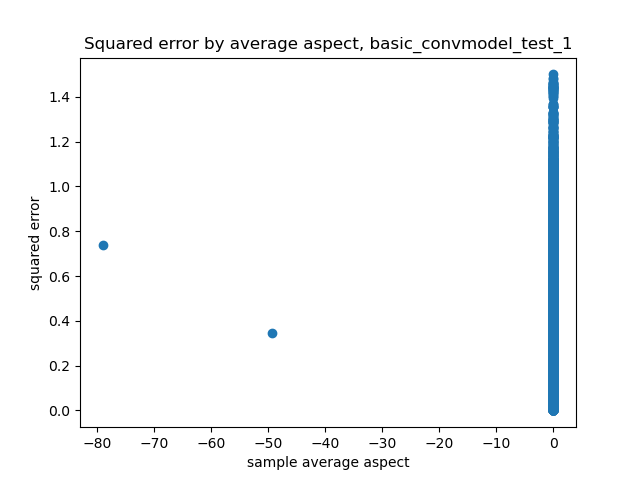 Squared error by average aspect, basic_convmodel_test_1
1.4
1.2
1.0
0.8
0.6
0.4
0.2
0.0
squared error
−80 −70 −60 −50 −40 −30 −20 −10 0
sample average aspect